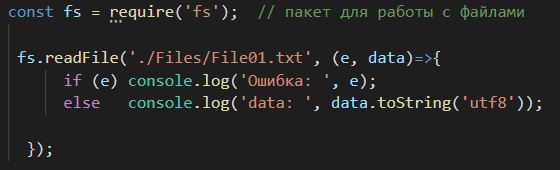 const fs = require('fs');  // пакет для работы с файлами
fs.readFile('./Files/File01.txt', (e, data)=>{
if (e) console.log('Ошибка: ', e);
else   console.log('data: ', data.toString('utf8'));
});